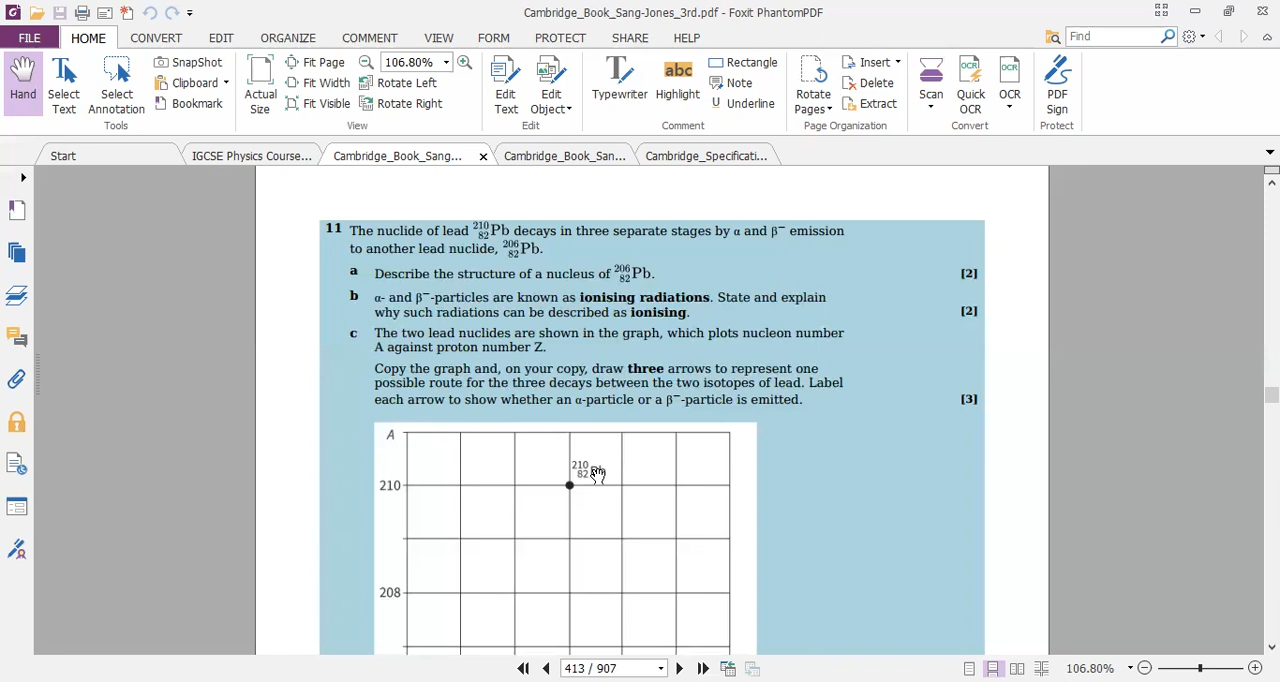 Cambridge_Book_Sang-Jones_3rd.pdf - Foxit PhantomPDF
FILE HOME CONVERT EDIT ORGANIZE COMMENT VIEW FORM PROTECT SHARE HELP Find
SnapShot Fit Page 106.80% Insert
Clipboard Fit Width Rotate Left Delete
Bookmark Fit Visible Rotate Right Extract
Hand Select Text Select Annotation Actual Size Edit Text Edit Object Typewriter abc Highlight Rectangle Note U Underline Rotate Pages Scan Quick OCR OCR PDF Sign
Tools View Edit Comment Page Organization Convert Protect
Start IGCSE Physics Course... Cambridge_Book_Sang... Cambridge_Book_San... Cambridge_Specificati...
11 The nuclide of lead ²¹⁰₈₂Pb decays in three separate stages by α and β⁻ emission
to another lead nuclide, ²⁰⁶₈₂Pb.
a Describe the structure of a nucleus of ²⁰⁶₈₂Pb. [2]
b α- and β⁻-particles are known as ionising radiations. State and explain
why such radiations can be described as ionising. [2]
c The two lead nuclides are shown in the graph, which plots nucleon number
A against proton number Z.
Copy the graph and, on your copy, draw three arrows to represent one
possible route for the three decays between the two isotopes of lead. Label
each arrow to show whether an α-particle or a β⁻-particle is emitted. [3]
A
210
82
210
208
413 / 907 106.80%